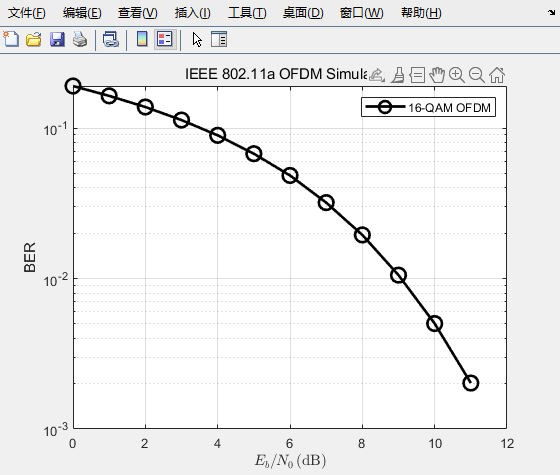 文件(F) 编辑(E) 查看(V) 插入(I) 工具(T) 桌面(D) 窗口(W) 帮助(H)
IEEE 802.11a OFDM
16-QAM OFDM
10^-1
10^-2
10^-3
BER
0 2 4 6 8 10 12
E_b/N_0 (dB)